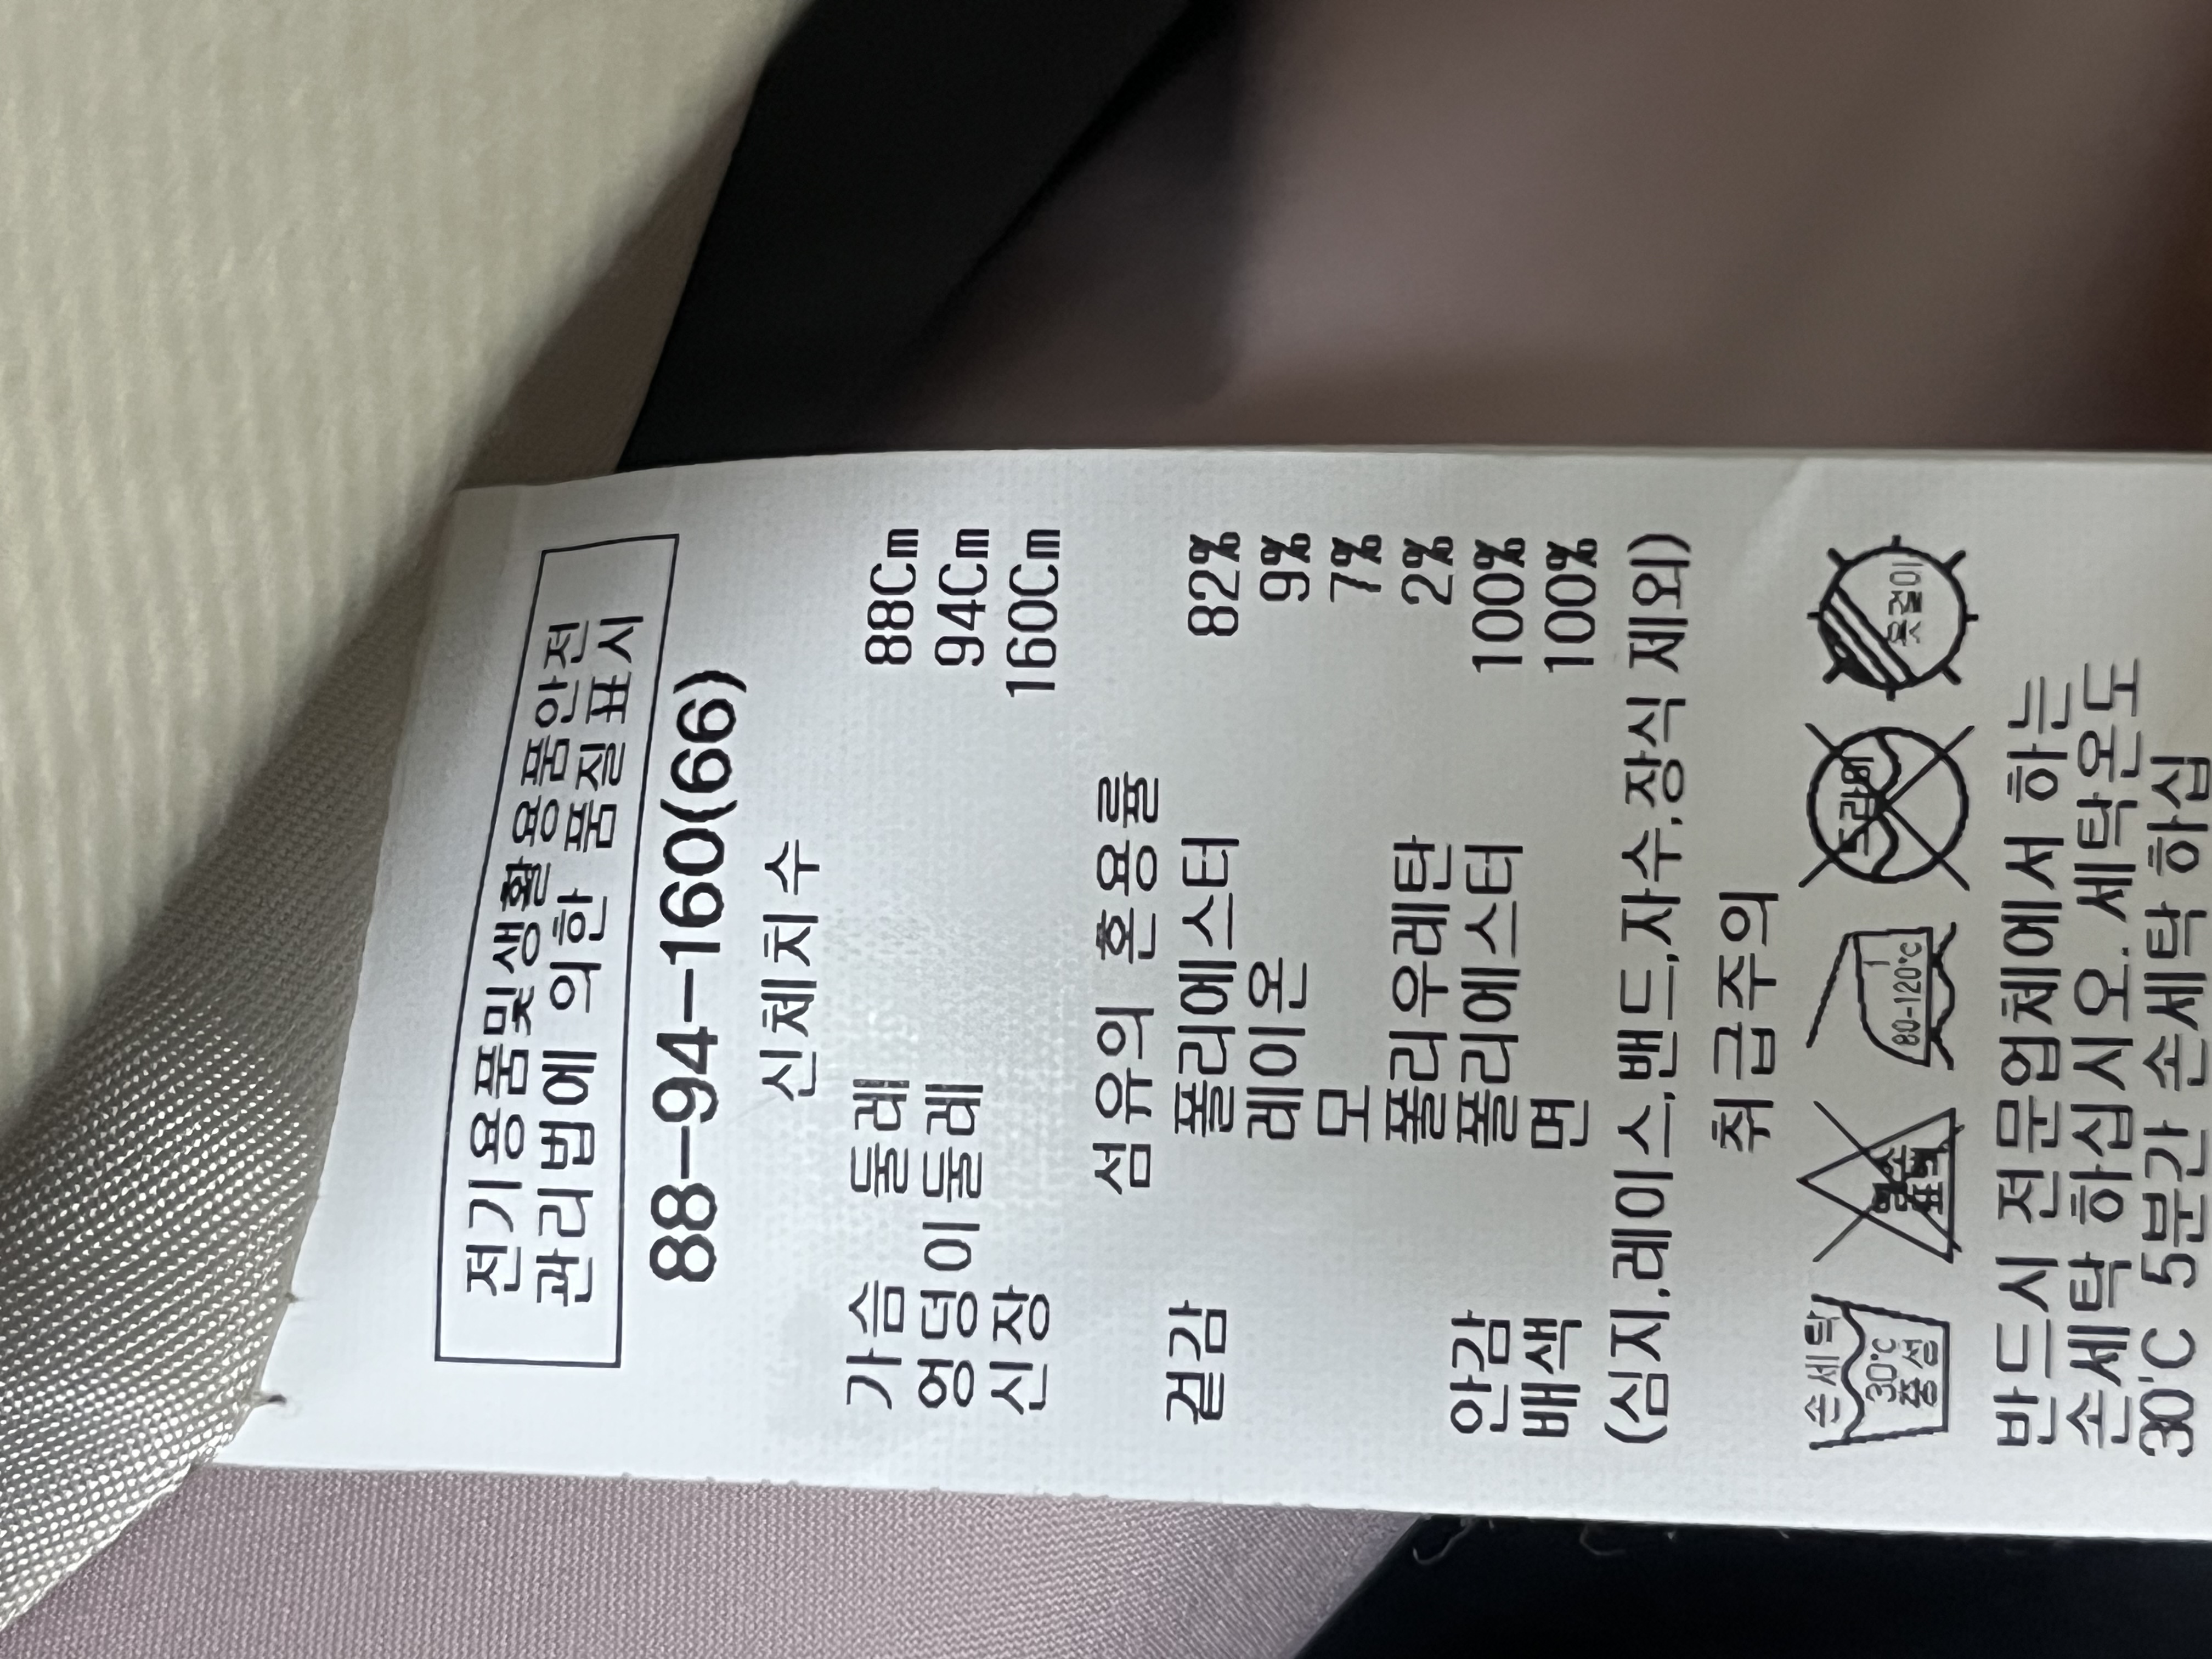 전기용품및생활용품안전
관리법에 의한 품질표시
88-94-160(66)
신체치수
가슴 둘레 88Cm
엉덩이둘레 94Cm
신장 160Cm
섬유의 혼용률
겉감 폴리에스터 82%
레이온 9%
모 7%
폴리우레탄 2%
안감 폴리에스터 100%
배색 면 100%
(심지,레이스,밴드,자수,장식 제외)
취급주의
손세탁
30°C
중성
염소
표백
1
80-120°C
드라이
옷걸이
반드시 전문업체에서 하는
손세탁 하십시오. 세탁온도
30'C 5분간 손세탁 하십